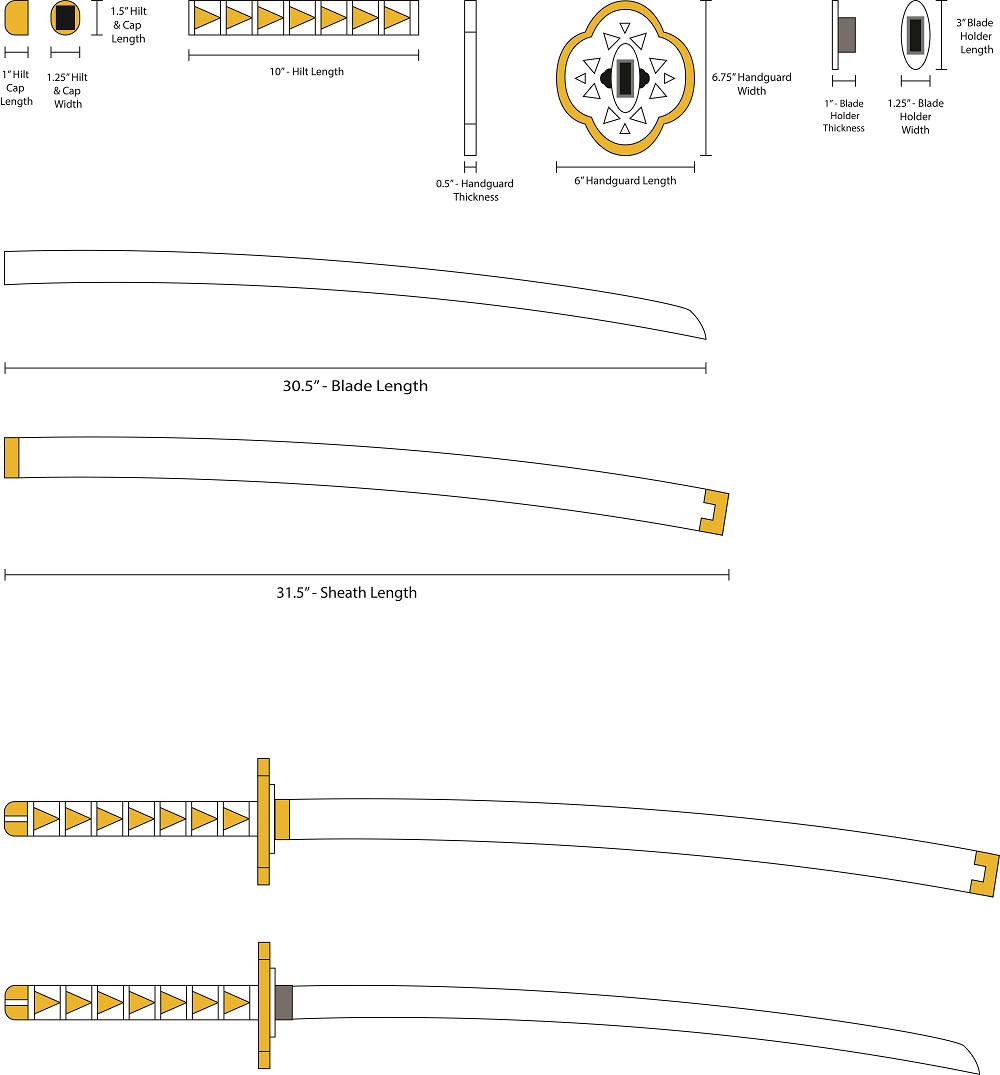 1.5” Hilt
& Cap
Length
1” Hilt
Cap
Length
1.25” Hilt
& Cap
Width
10” - Hilt Length
0.5” - Handguard
Thickness
6.75” Handguard
Width
6” Handguard Length
3” Blade
Holder
Length
1” - Blade
Holder
Thickness
1.25” - Blade
Holder
Width
30.5” - Blade Length
31.5” - Sheath Length